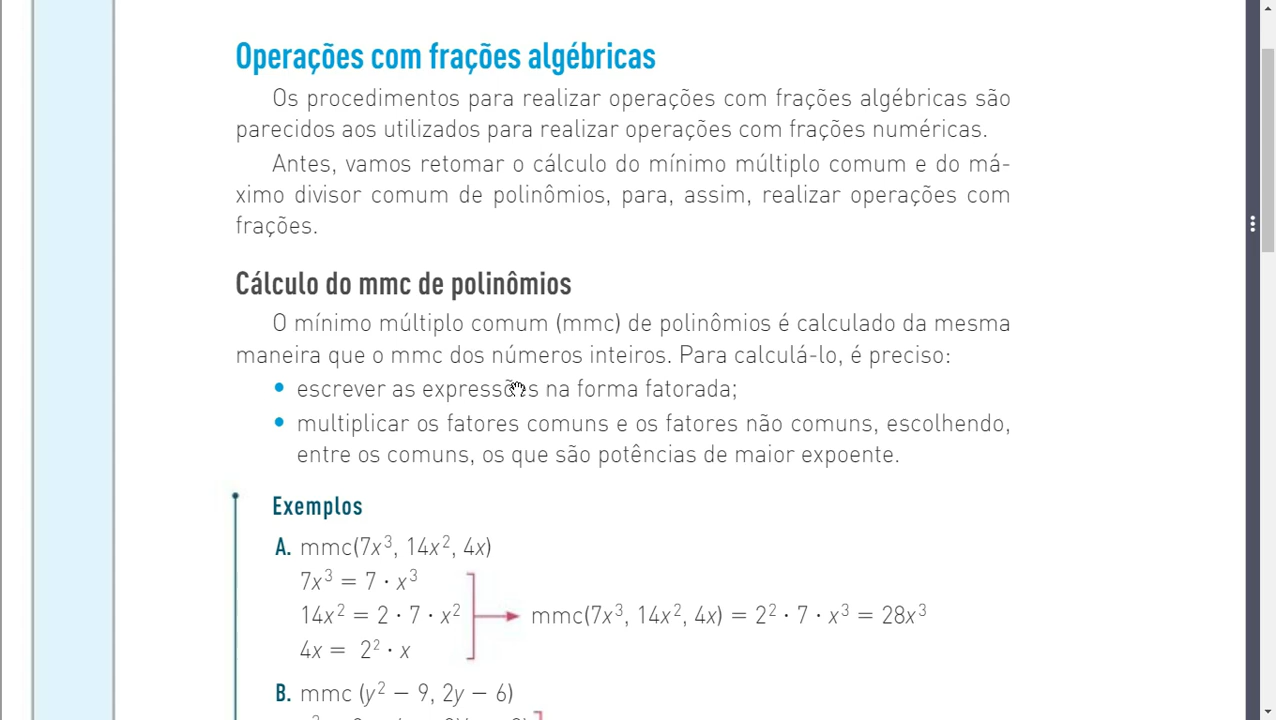 Operações com frações algébricas
Os procedimentos para realizar operações com frações algébricas são
parecidos aos utilizados para realizar operações com frações numéricas.
Antes, vamos retomar o cálculo do mínimo múltiplo comum e do má-
ximo divisor comum de polinômios, para, assim, realizar operações com
frações.
Cálculo do mmc de polinômios
O mínimo múltiplo comum (mmc) de polinômios é calculado da mesma
maneira que o mmc dos números inteiros. Para calculá-lo, é preciso:
• escrever as expressões na forma fatorada;
• multiplicar os fatores comuns e os fatores não comuns, escolhendo,
entre os comuns, os que são potências de maior expoente.
Exemplos
A. mmc(7x³, 14x², 4x)
7x³ = 7 · x³
14x² = 2 · 7 · x² → mmc(7x³, 14x², 4x) = 2² · 7 · x³ = 28x³
4x = 2² · x
B. mmc (y² − 9, 2y − 6)